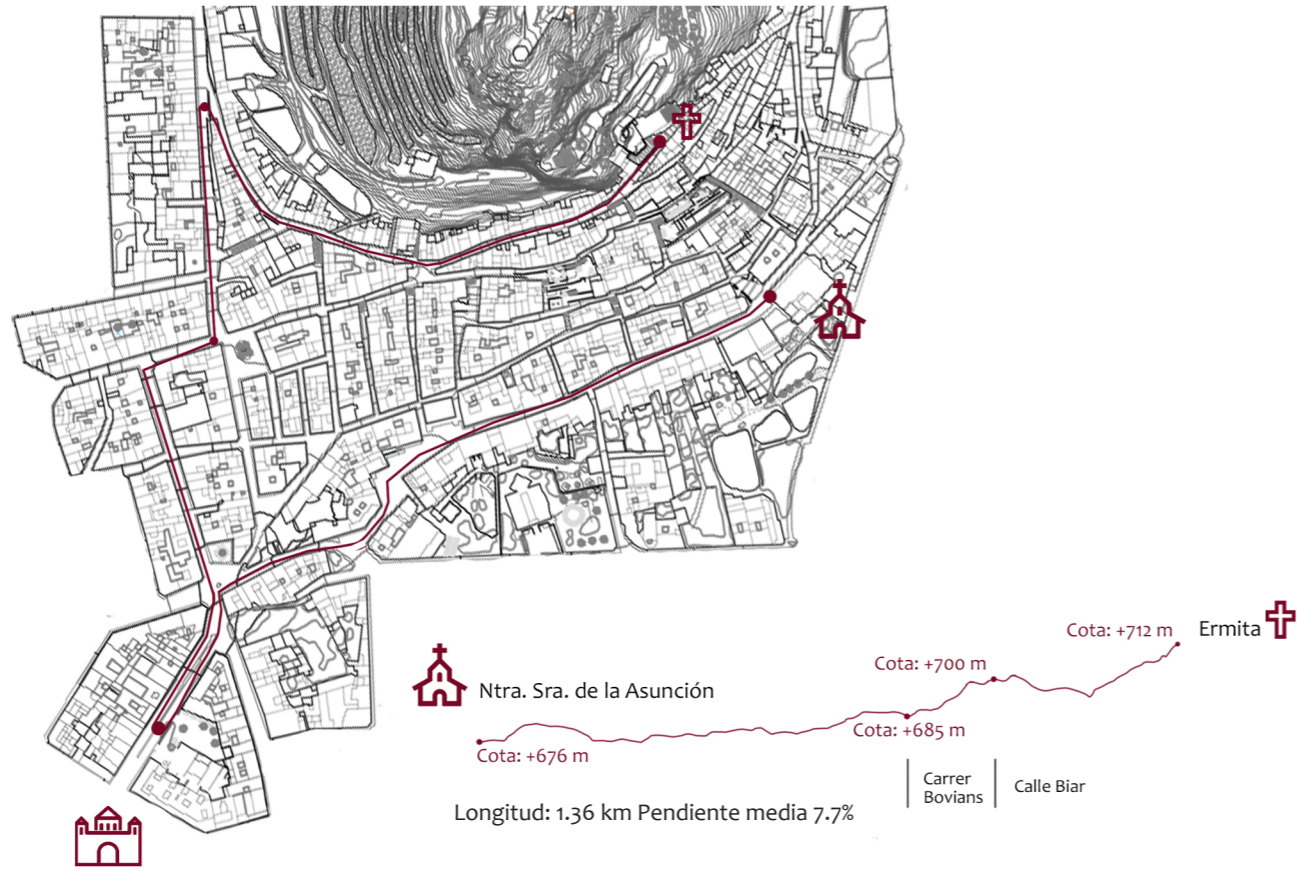 Cota: +712 m
Ermita
Cota: +700 m
Ntra. Sra. de la Asunción
Cota: +685 m
Cota: +676 m
Carrer
Bovians
Calle Biar
Longitud: 1.36 km Pendiente media 7.7%